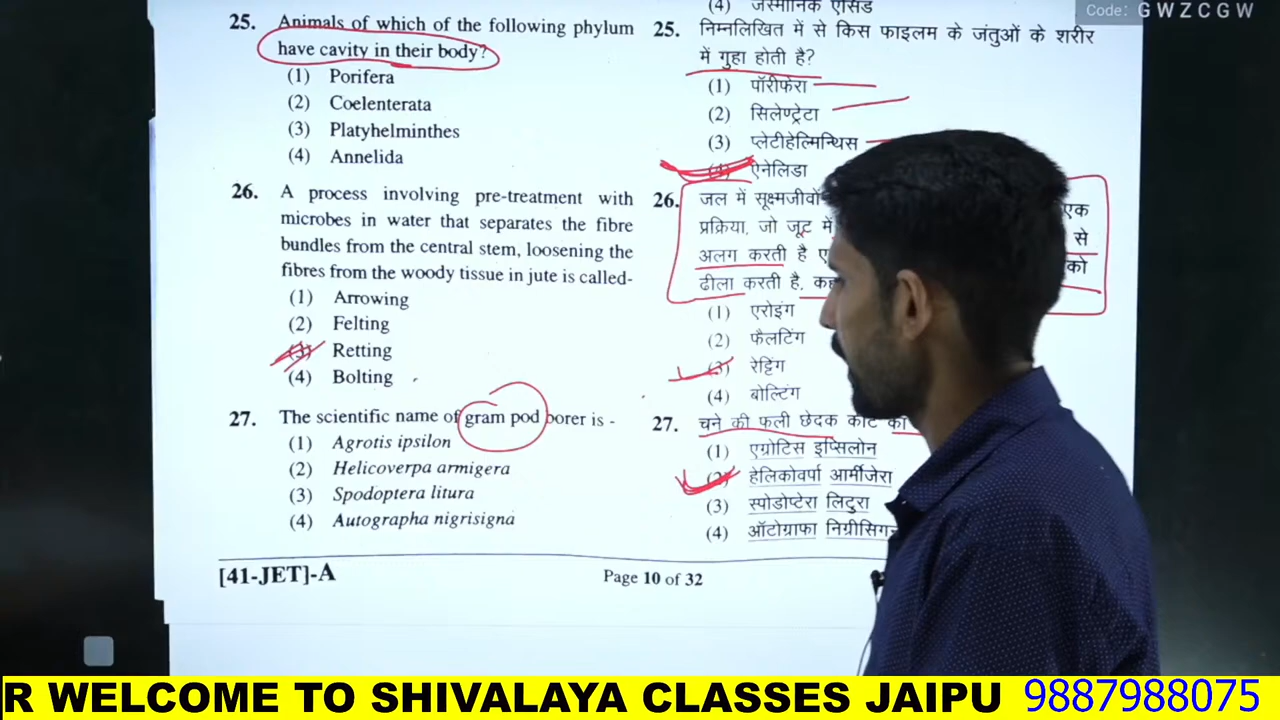 Code: G W Z C G W
25. Animals of which of the following phylum
have cavity in their body?
(1) Porifera
(2) Coelenterata
(3) Platyhelminthes
(4) Annelida
26. A process involving pre-treatment with
microbes in water that separates the fibre
bundles from the central stem, loosening the
fibres from the woody tissue in jute is called-
(1) Arrowing
(2) Felting
(3) Retting
(4) Bolting
27. The scientific name of gram pod borer is -
(1) Agrotis ipsilon
(2) Helicoverpa armigera
(3) Spodoptera litura
(4) Autographa nigrisigna
(4) जैस्मोनिक एसिड
25. निम्नलिखित में से किस फाइलम के जंतुओं के शरीर
में गुहा होती है?
(1) पॉरीफेरा
(2) सिलेण्ट्रेटा
(3) प्लेटीहेल्मिन्थिस
(4) ऐनेलिडा
26. जल में सूक्ष्मजीवों एक
प्रक्रिया, जो जूट में से
अलग करती है को
ढीला करती है,
(1) एरोइंग
(2) फैलटिंग
(3) रेट्टिंग
(4) बोल्टिंग
27. चने की फली छेदक कीट का
(1) एग्रोटिस इप्सिलोन
(2) हेलिकोवर्पा आर्मीजेरा
(3) स्पोडोप्टेरा लिटुरा
(4) ऑटोग्राफा
[41-JET]-A Page 10 of 32
R WELCOME TO SHIVALAYA CLASSES JAIPU 9887988075